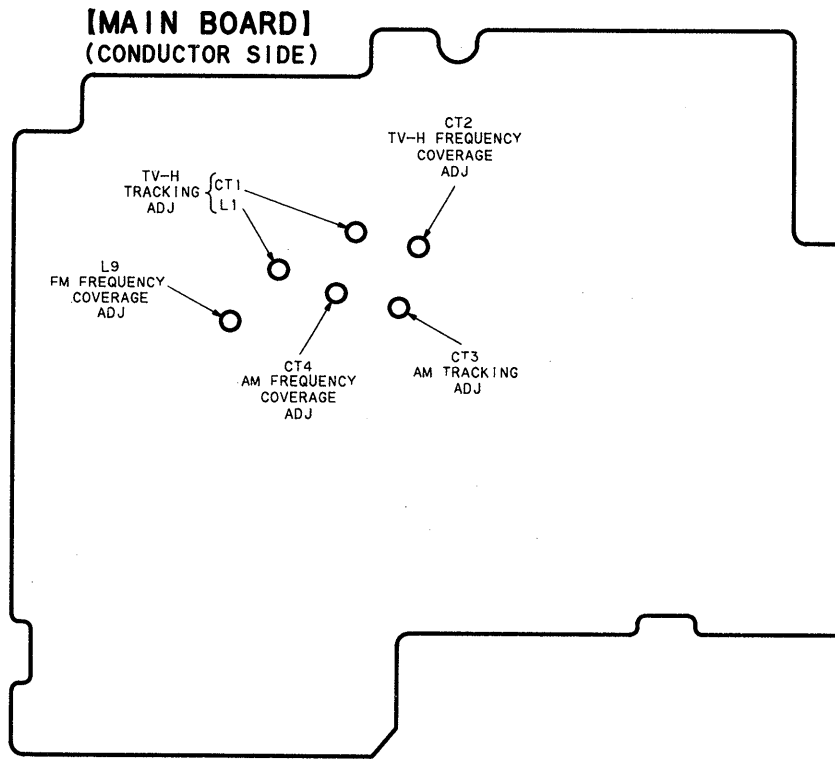 [MAIN BOARD]
(CONDUCTOR SIDE)
CT2
TV-H FREQUENCY
COVERAGE
ADJ
TV-H
TRACKING
ADJ
CT1
L1
L9
FM FREQUENCY
COVERAGE
ADJ
CT4
AM FREQUENCY
COVERAGE
ADJ
CT3
AM TRACKING
ADJ